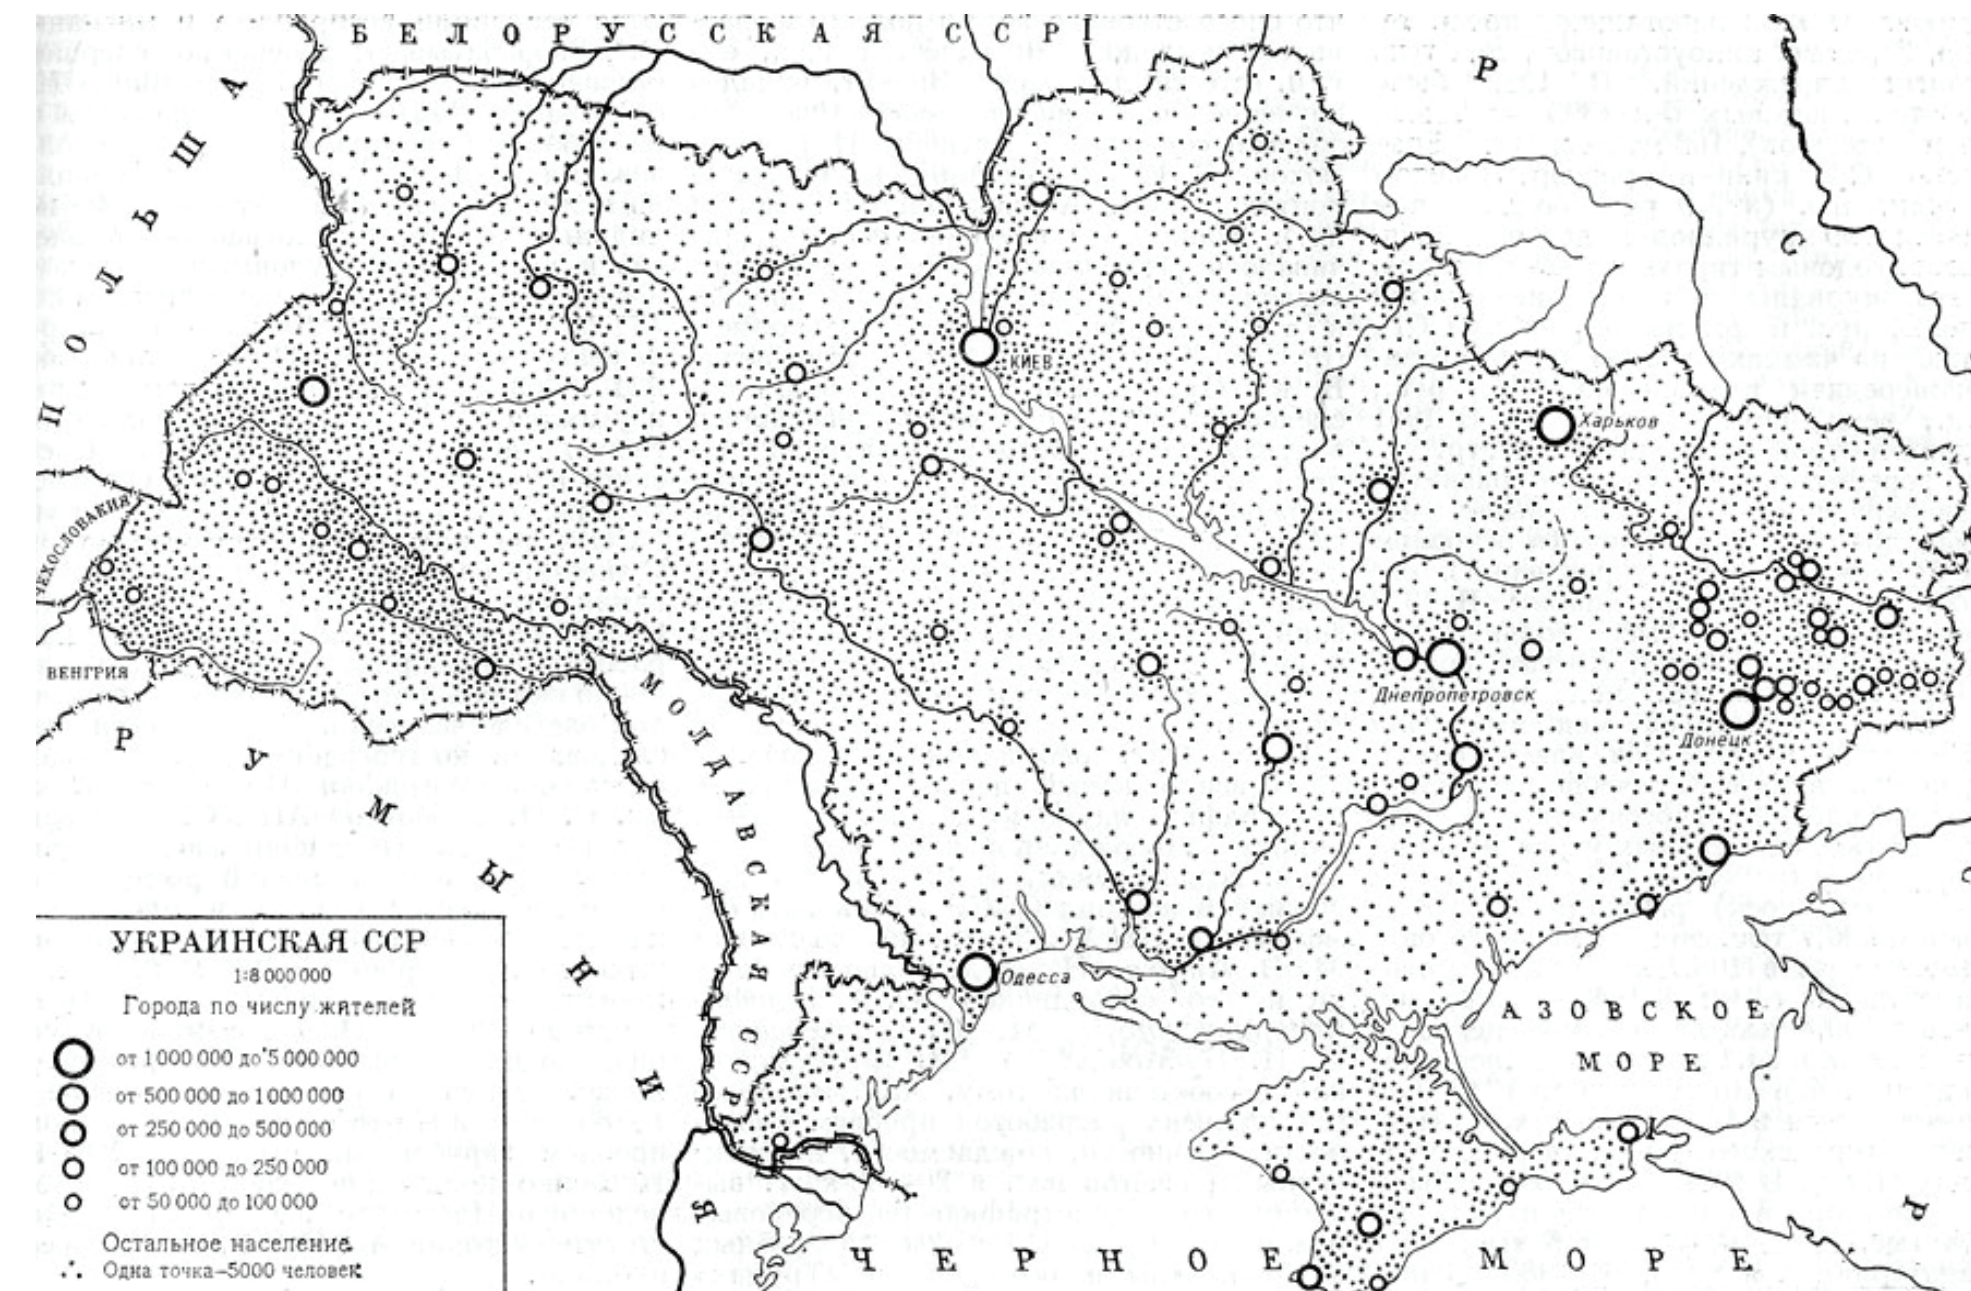 БЕЛОРУССКАЯ ССР
Р
С
ПОЛЬША
КИЕВ
Харьков
ЧЕХОСЛОВАКИЯ
ВЕНГРИЯ
РУМЫНИЯ
МОЛДАВСКАЯ ССР
Днепропетровск
Донецк
Одесса
АЗОВСКОЕ
МОРЕ
ЧЕРНОЕ МОРЕ
Р
УКРАИНСКАЯ ССР
1:8 000 000
Города по числу жителей
от 1 000 000 до 5 000 000
от 500 000 до 1 000 000
от 250 000 до 500 000
от 100 000 до 250 000
от 50 000 до 100 000
Остальное население
Одна точка–5000 человек